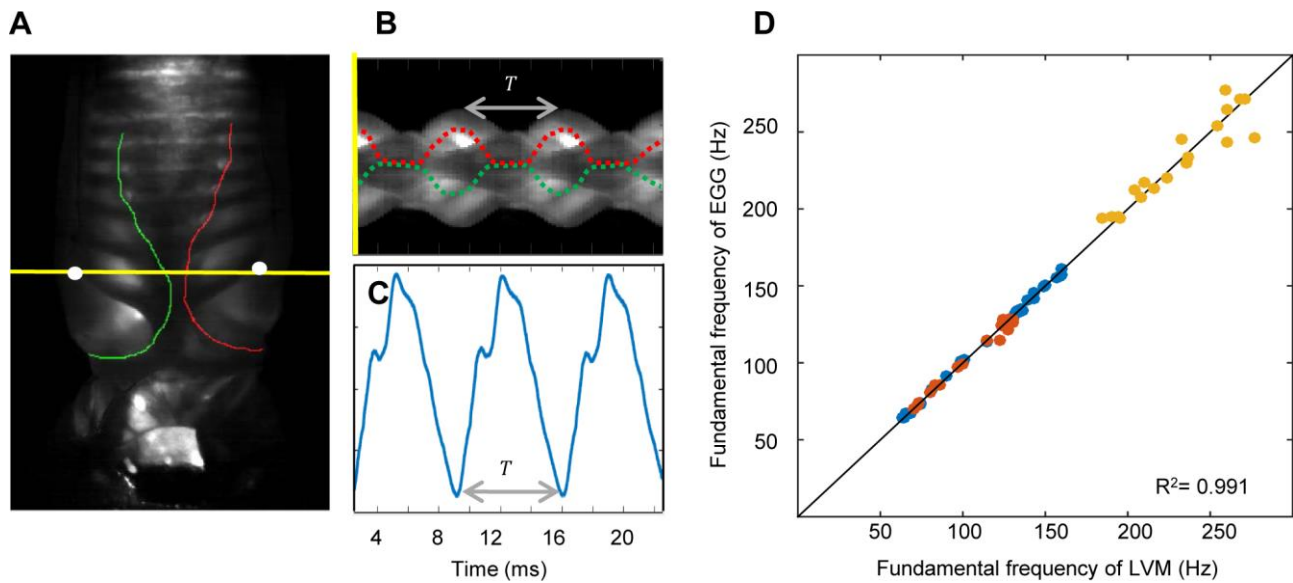 A
B
D
T
C
T
4 8 12 16 20
Time (ms)
Fundamental frequency of EGG (Hz)
250
200
150
100
50
R²= 0.991
50 100 150 200 250
Fundamental frequency of LVM (Hz)